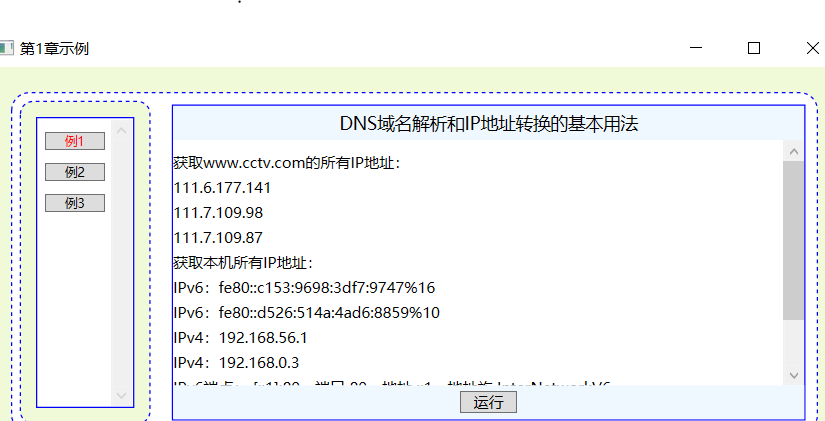 第1章示例
例1
例2
例3
DNS域名解析和IP地址转换的基本用法
获取www.cctv.com的所有IP地址：
111.6.177.141
111.7.109.98
111.7.109.87
获取本机所有IP地址：
IPv6：fe80::c153:9698:3df7:9747%16
IPv6：fe80::d526:514a:4ad6:8859%10
IPv4：192.168.56.1
IPv4：192.168.0.3
运行